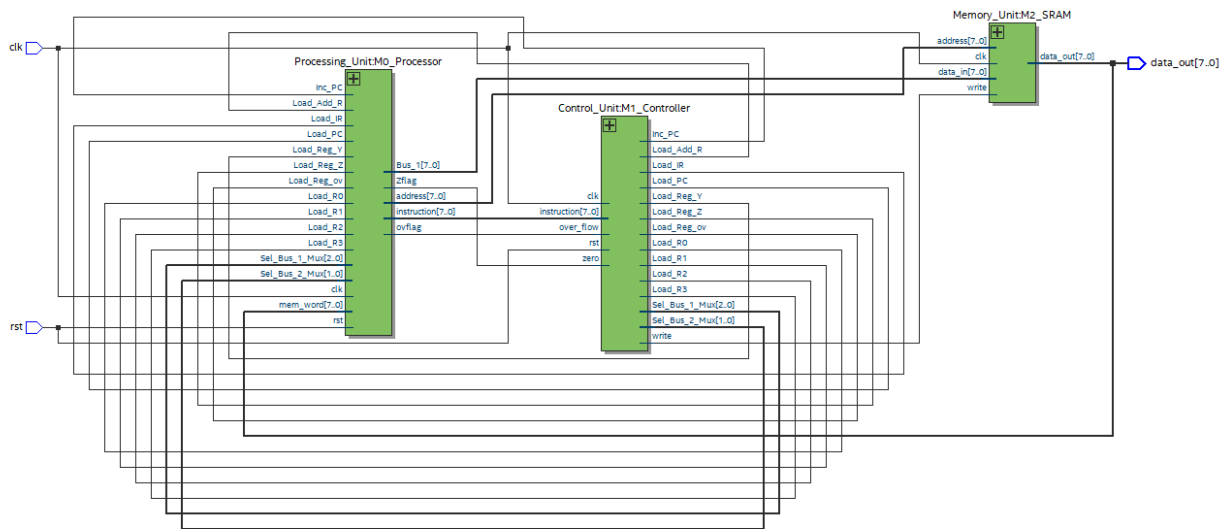 clk
rst
Processing_Unit:M0_Processor
Inc_PC
Load_Add_R
Load_IR
Load_PC
Load_Reg_Y
Load_Reg_Z
Load_Reg_ov
Load_R0
Load_R1
Load_R2
Load_R3
Sel_Bus_1_Mux[2..0]
Sel_Bus_2_Mux[1..0]
clk
mem_word[7..0]
rst
Bus_1[7..0]
Zflag
address[7..0]
instruction[7..0]
ovflag
Control_Unit:M1_Controller
clk
instruction[7..0]
over_flow
rst
zero
Inc_PC
Load_Add_R
Load_IR
Load_PC
Load_Reg_Y
Load_Reg_Z
Load_Reg_ov
Load_R0
Load_R1
Load_R2
Load_R3
Sel_Bus_1_Mux[2..0]
Sel_Bus_2_Mux[1..0]
write
Memory_Unit:M2_SRAM
address[7..0]
clk
data_in[7..0]
write
data_out[7..0]
data_out[7..0]